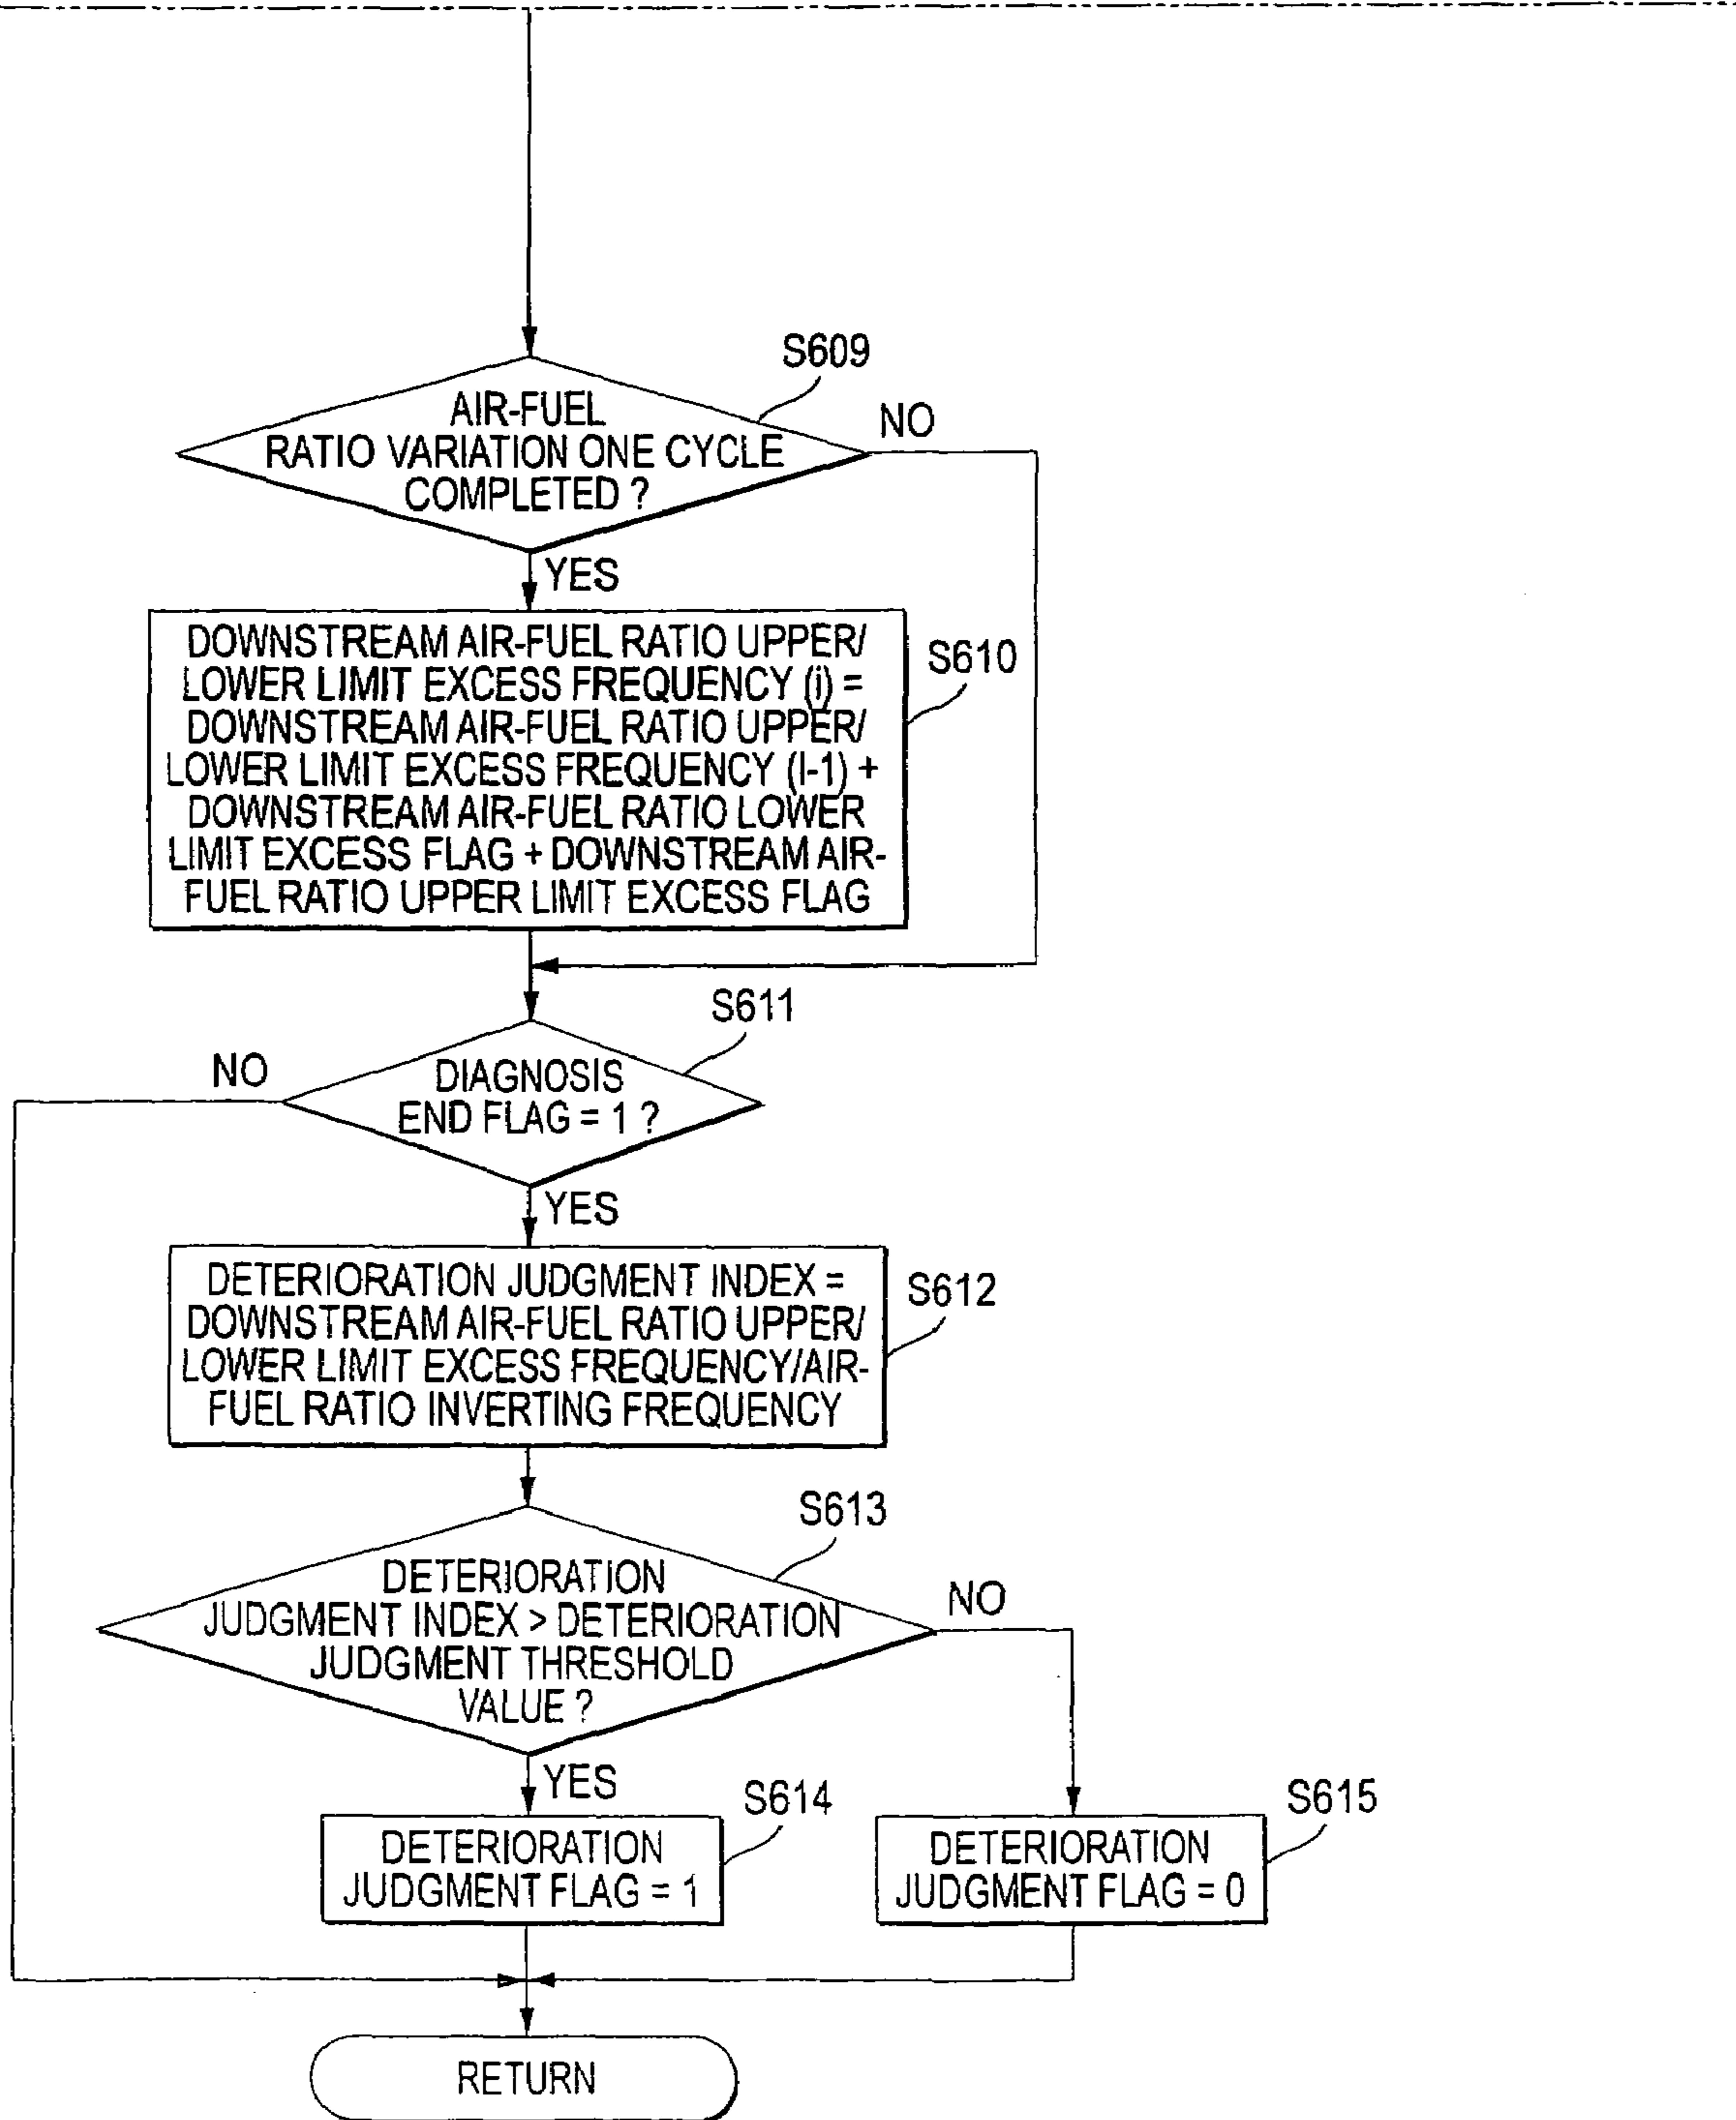 S609
AIR-FUEL
RATIO VARIATION ONE CYCLE
COMPLETED ?
NO
YES
DOWNSTREAM AIR-FUEL RATIO UPPER/
LOWER LIMIT EXCESS FREQUENCY (i) =
DOWNSTREAM AIR-FUEL RATIO UPPER/
LOWER LIMIT EXCESS FREQUENCY (I-1) +
DOWNSTREAM AIR-FUEL RATIO LOWER
LIMIT EXCESS FLAG + DOWNSTREAM AIR-
FUEL RATIO UPPER LIMIT EXCESS FLAG
S610
S611
NO
DIAGNOSIS
END FLAG = 1 ?
YES
DETERIORATION JUDGMENT INDEX =
DOWNSTREAM AIR-FUEL RATIO UPPER/
LOWER LIMIT EXCESS FREQUENCY/AIR-
FUEL RATIO INVERTING FREQUENCY
S612
S613
DETERIORATION
JUDGMENT INDEX > DETERIORATION
JUDGMENT THRESHOLD
VALUE ?
NO
YES
S614
DETERIORATION
JUDGMENT FLAG = 1
S615
DETERIORATION
JUDGMENT FLAG = 0
RETURN